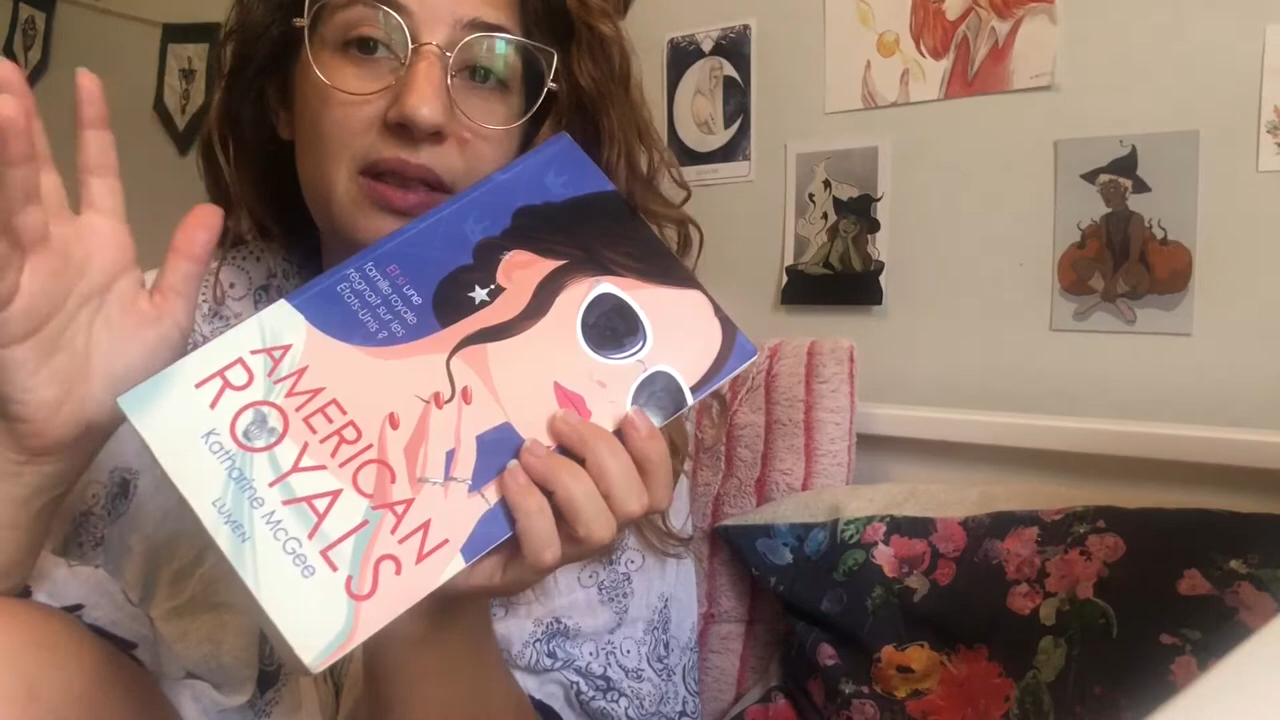 Et si une
famille royale
régnait sur les
États-Unis ?
AMERICAN
ROYALS
Katharine McGee
LUMEN